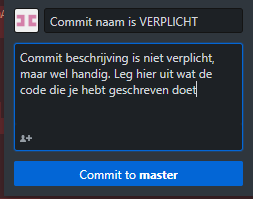 Commit naam is VERPLICHT
Commit beschrijving is niet verplicht,
maar wel handig. Leg hier uit wat de
code die je hebt geschreven doet
Commit to master